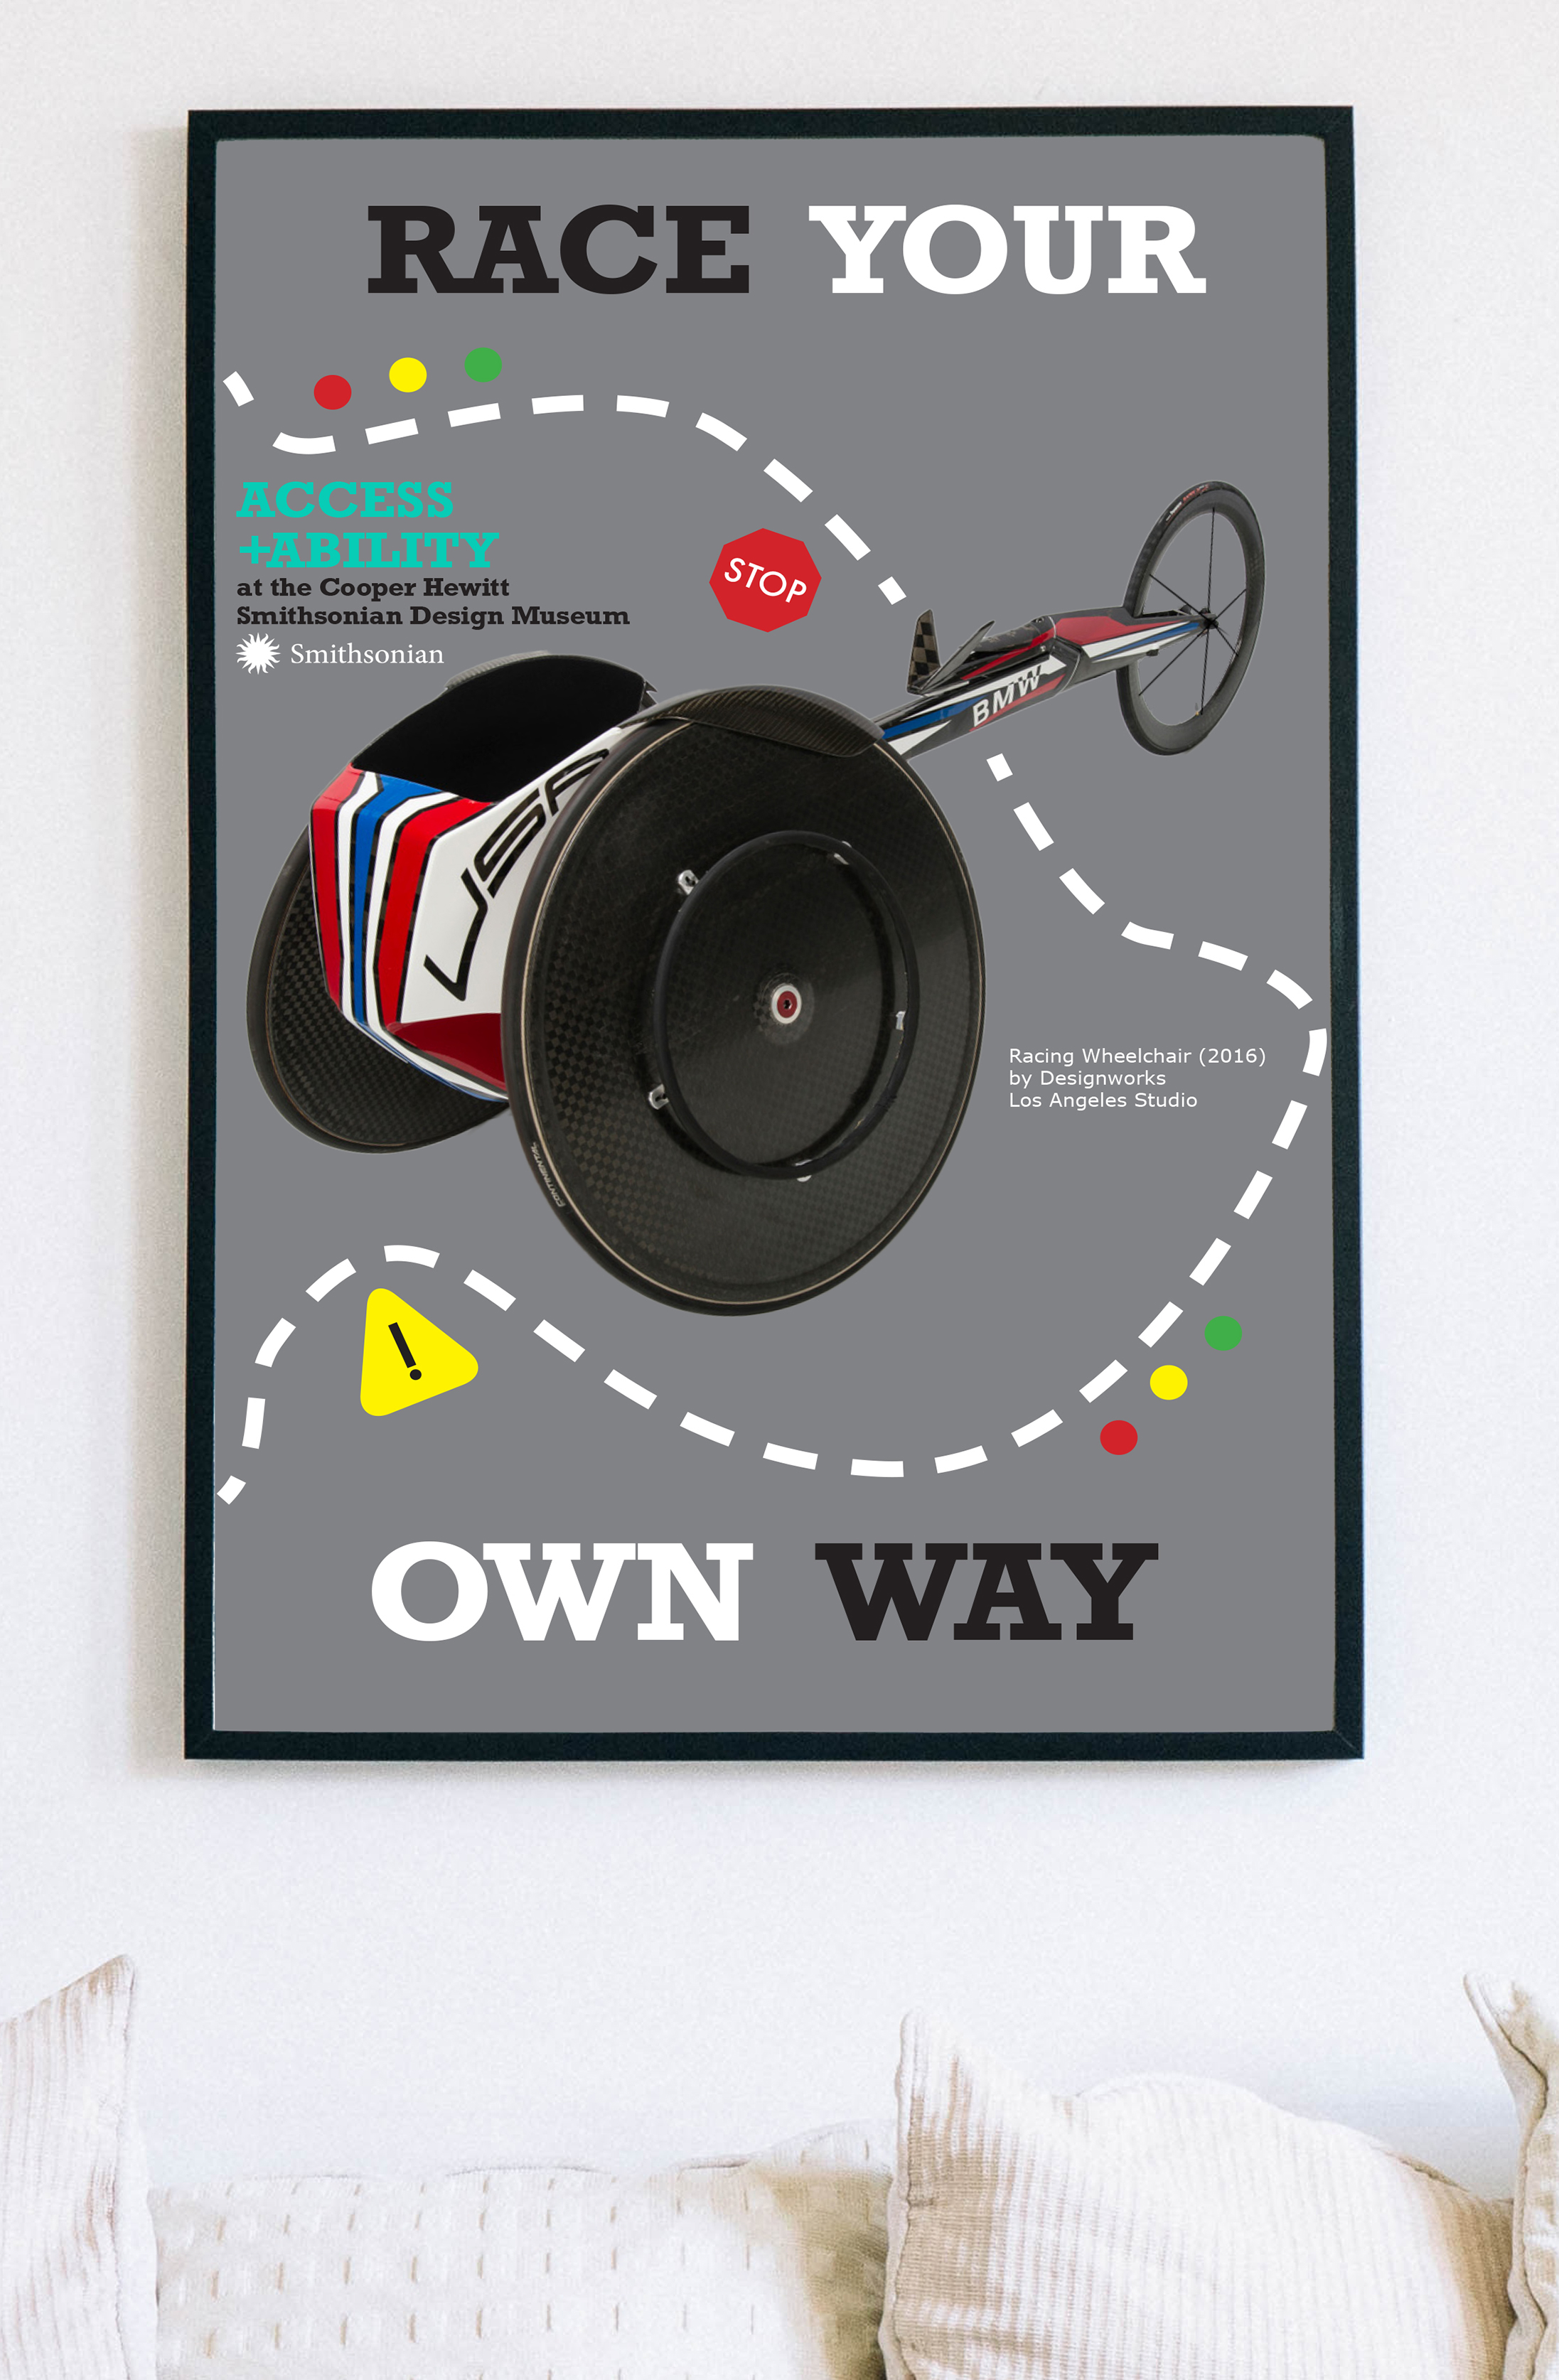 RACE YOUR
ACCESS
+ABILITY
at the Cooper Hewitt
Smithsonian Design Museum
Smithsonian
STOP
BMW
USA
Racing Wheelchair (2016)
by Designworks
Los Angeles Studio
CONTINENTAL
!
OWN WAY